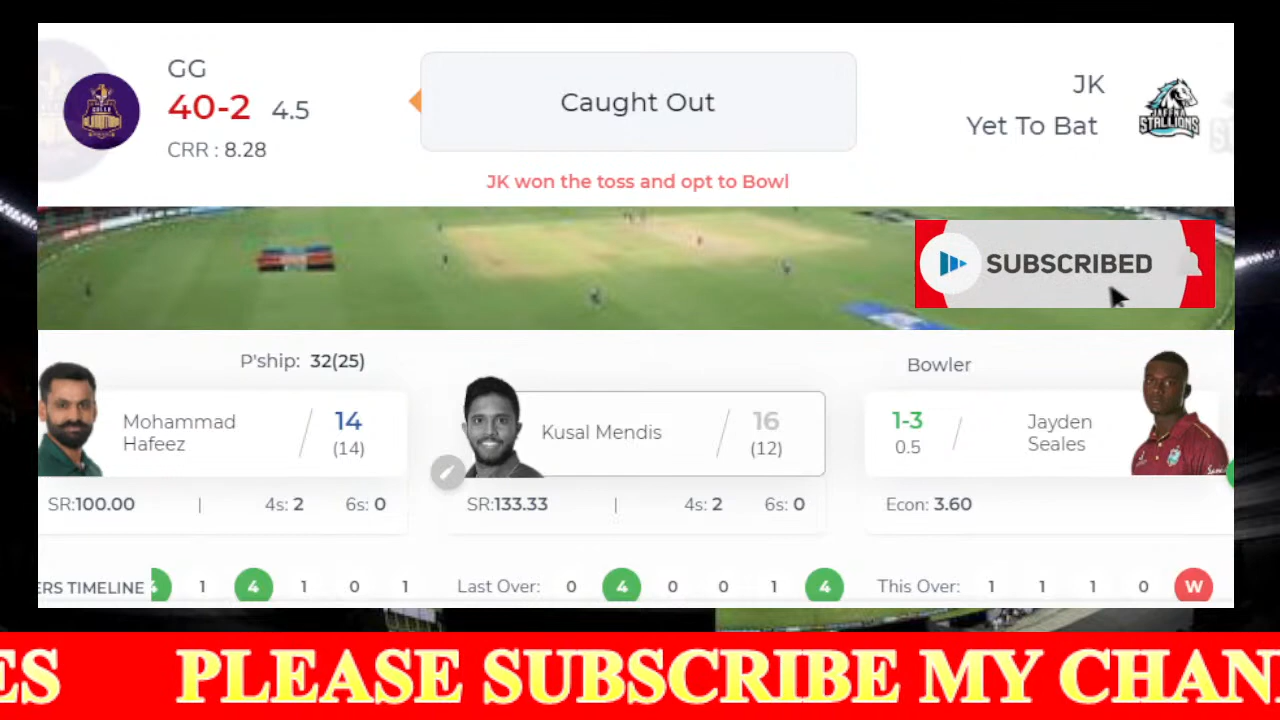 GG
40-2 4.5
CRR : 8.28
Caught Out
JK won the toss and opt to Bowl
JK
Yet To Bat
JAFFNA
STALLIONS
SUBSCRIBED
P'ship: 32(25)
Mohammad
Hafeez
14
(14)
SR:100.00 | 4s: 2 6s: 0
Kusal Mendis
16
(12)
SR:133.33 | 4s: 2 6s: 0
Bowler
1-3
0.5
Jayden
Seales
Econ: 3.60
ERS TIMELINE 4 1 4 1 0 1 Last Over: 0 4 0 0 1 4 This Over: 1 1 1 0 W
ES PLEASE SUBSCRIBE MY CHAN